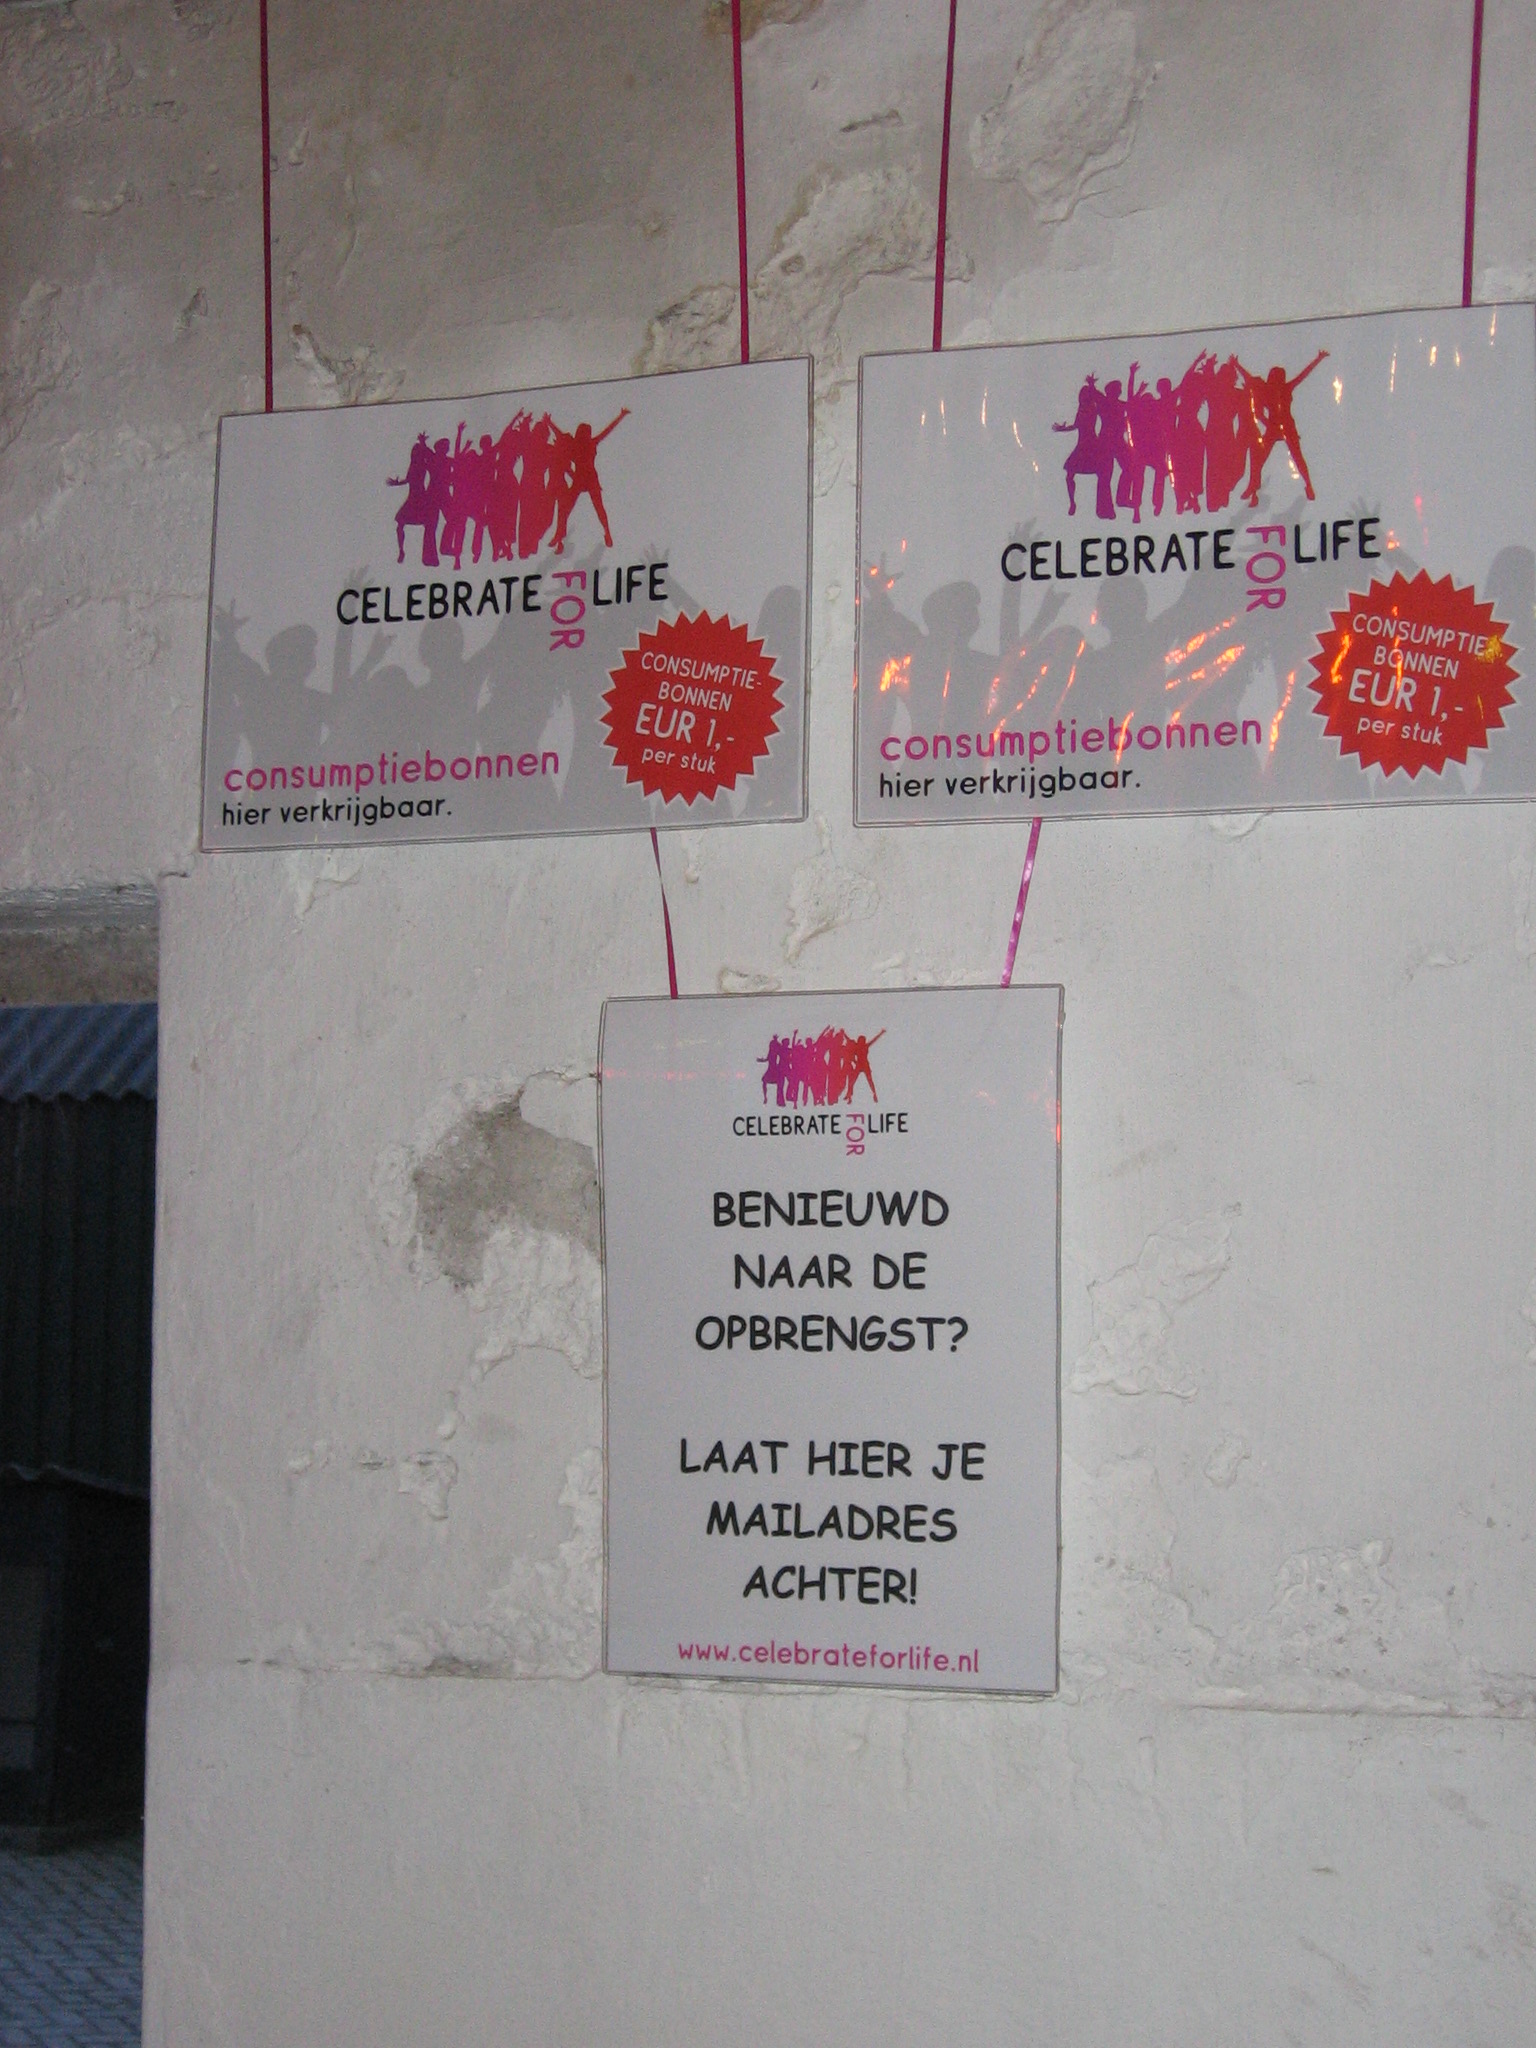 CELEBRATE FOR LIFE
CONSUMPTIE-
BONNEN
EUR 1,-
per stuk
consumptiebonnen
hier verkrijgbaar.
CELEBRATE FOR LIFE
CONSUMPTIE-
BONNEN
EUR 1,-
per stuk
consumptiebonnen
hier verkrijgbaar.
CELEBRATE FOR LIFE
BENIEUWD
NAAR DE
OPBRENGST?
LAAT HIER JE
MAILADRES
ACHTER!
www.celebrateforlife.nl